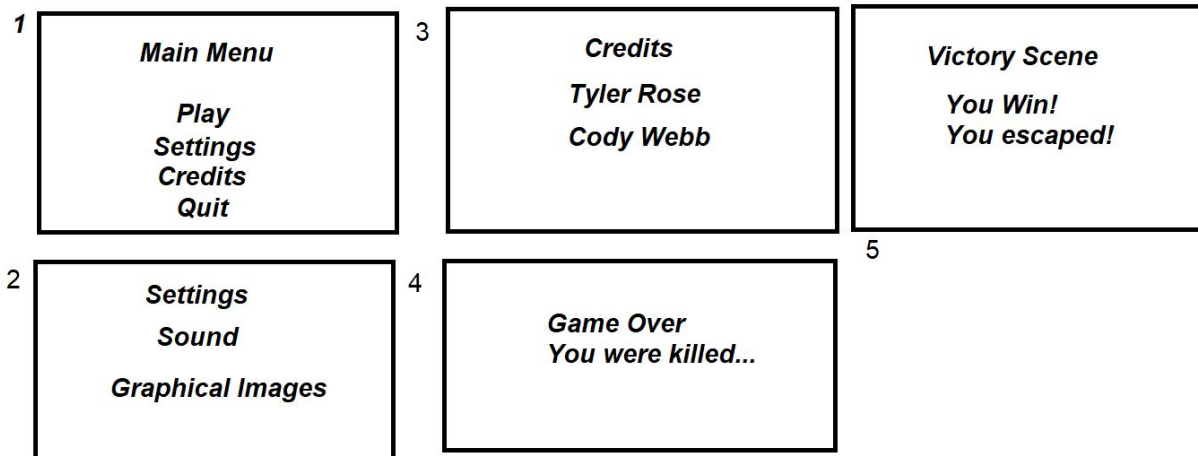 1
Main Menu
Play
Settings
Credits
Quit
2
Settings
Sound
Graphical Images
3
Credits
Tyler Rose
Cody Webb
4
Game Over
You were killed...
5
Victory Scene
You Win!
You escaped!